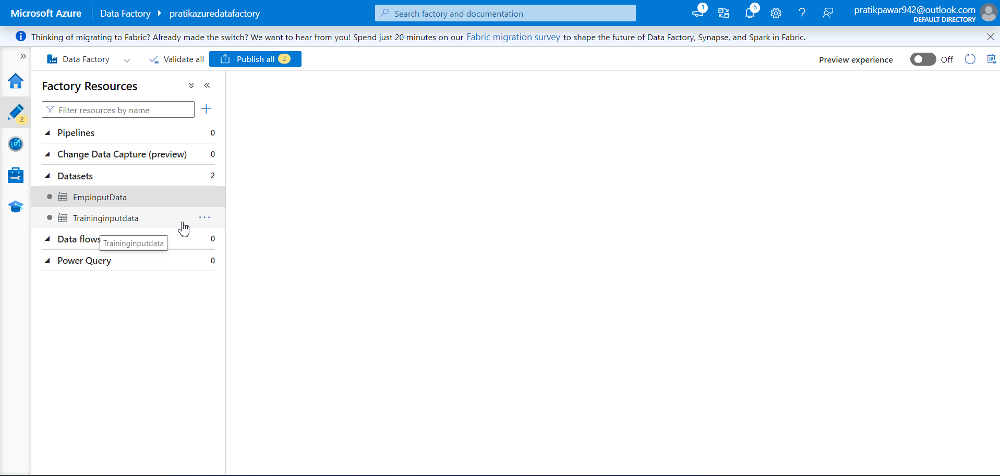 Microsoft Azure Data Factory pratikazuredatafactory Search factory and documentation 1 6 pratikpawar942@outlook.com
DEFAULT DIRECTORY
Thinking of migrating to Fabric? Already made the switch? We want to hear from you! Spend just 20 minutes on our Fabric migration survey to shape the future of Data Factory, Synapse, and Spark in Fabric.
Data Factory Validate all Publish all 2 Preview experience Off
Factory Resources
Filter resources by name
2
Pipelines 0
Change Data Capture (preview) 0
Datasets 2
EmpInputData
Traininginputdata
Data flows 0
Traininginputdata
Power Query 0